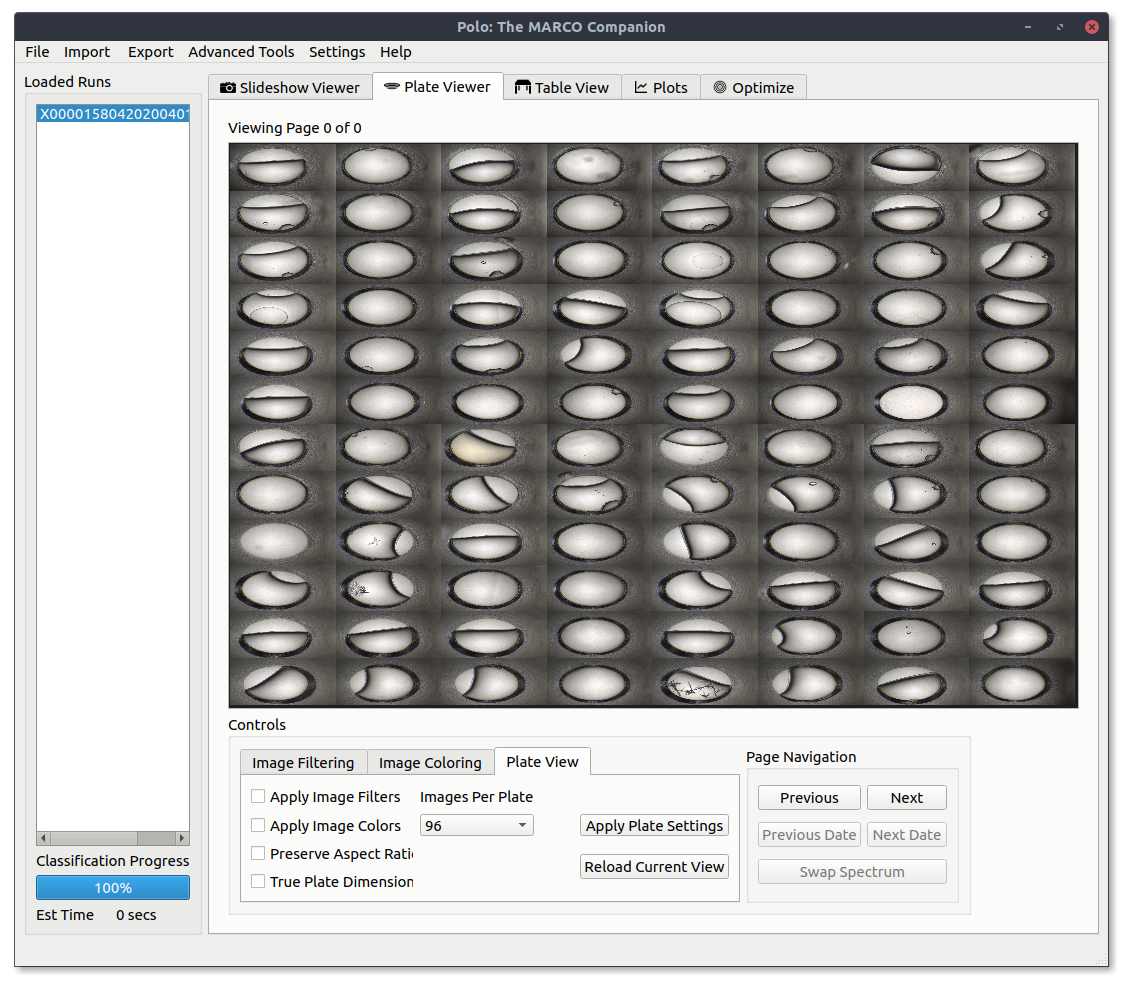 Polo: The MARCO Companion
File Import Export Advanced Tools Settings Help
Loaded Runs
X0000158042020040
Slideshow Viewer Plate Viewer Table View Plots Optimize
Viewing Page 0 of 0
Controls
Image Filtering Image Coloring Plate View
Page Navigation
Apply Image Filters Images Per Plate
Previous Next
Apply Image Colors 96 Apply Plate Settings
Previous Date Next Date
Preserve Aspect Rati
Reload Current View
Swap Spectrum
True Plate Dimension
Classification Progress
100%
Est Time 0 secs